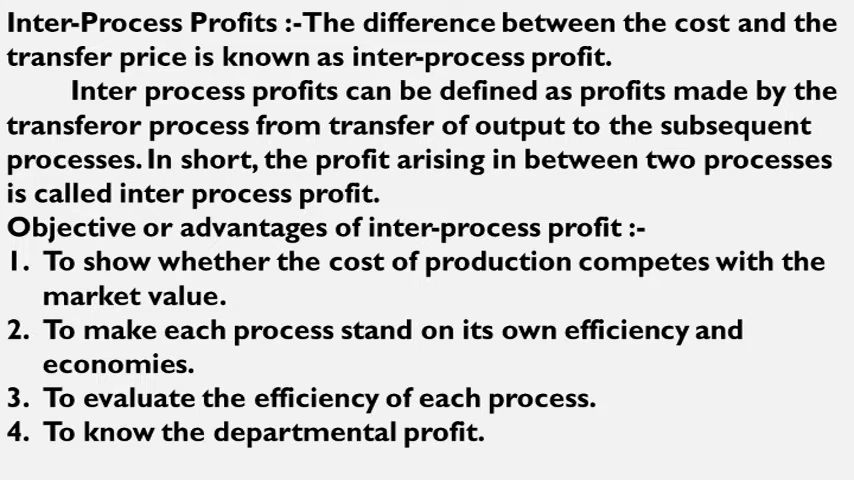 Inter-Process Profits :-The difference between the cost and the
transfer price is known as inter-process profit.
Inter process profits can be defined as profits made by the
transferor process from transfer of output to the subsequent
processes. In short, the profit arising in between two processes
is called inter process profit.
Objective or advantages of inter-process profit :-
1. To show whether the cost of production competes with the
market value.
2. To make each process stand on its own efficiency and
economies.
3. To evaluate the efficiency of each process.
4. To know the departmental profit.